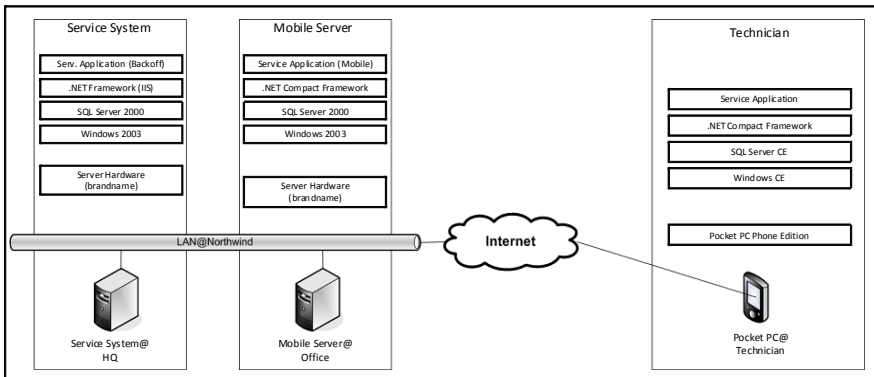 Service System
Serv. Application (Backoff)
.NET Framework (IIS)
SQL Server 2000
Windows 2003
Server Hardware
(brandname)
Mobile Server
Service Application (Mobile)
.NET Compact Framework
SQL Server 2000
Windows 2003
Server Hardware
(brandname)
Technician
Service Application
.NET Compact Framework
SQL Server CE
Windows CE
Pocket PC Phone Edition
LAN@Northwind
Internet
Service System@
HQ
Mobile Server@
Office
Pocket PC@
Technician